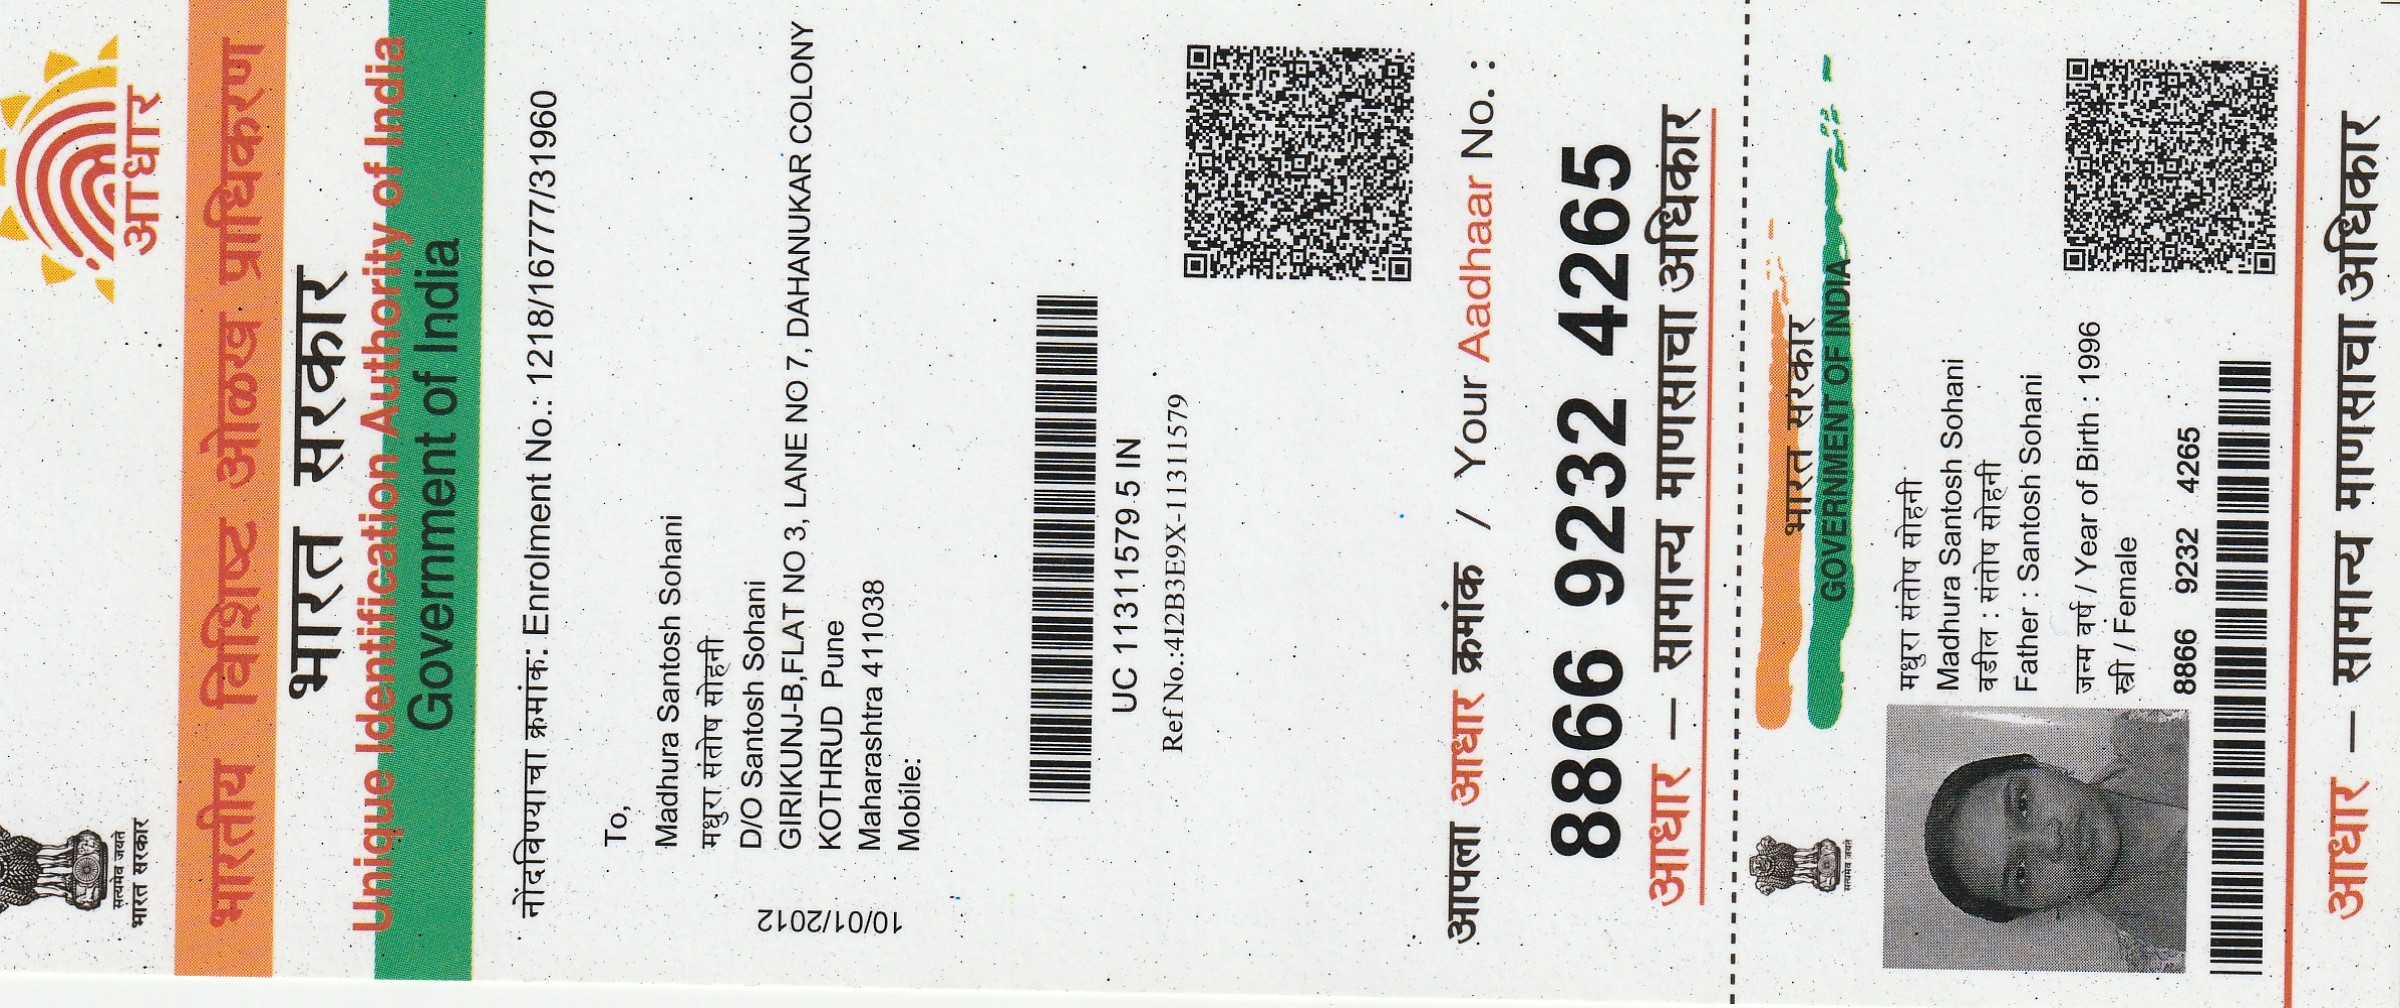 सत्यमेव जयते
भारत सरकार
आधार
भारतीय विशिष्ट ओळख प्राधिकरण
भारत सरकार
Unique Identification Authority of India
Government of India
नोंदविण्याचा क्रमांक: Enrolment No.: 1218/16777/31960
To,
Madhura Santosh Sohani
मधुरा संतोष सोहनी
D/O Santosh Sohani
GIRIKUNJ-B,FLAT NO 3, LANE NO 7, DAHANUKAR COLONY
KOTHRUD Pune
Maharashtra 411038
Mobile:
10/01/2012
UC 11311579 5 IN
Ref No.:4I2B3E9X-11311579
आपला आधार क्रमांक / Your Aadhaar No. :
8866 9232 4265
आधार – सामान्य माणसाचा अधिकार
सत्यमेव जयते
भारत सरकार
GOVERNMENT OF INDIA
मधुरा संतोष सोहनी
Madhura Santosh Sohani
वडील : संतोष सोहनी
Father : Santosh Sohani
जन्म वर्ष / Year of Birth : 1996
स्त्री / Female
8866 9232 4265
आधार – सामान्य माणसाचा अधिकार